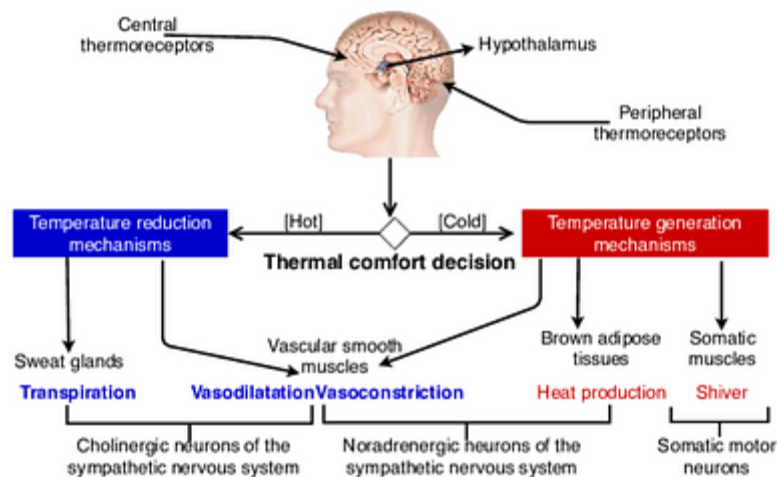 Central
thermoreceptors
Hypothalamus
Peripheral
thermoreceptors
Temperature reduction
mechanisms
[Hot]
[Cold]
Temperature generation
mechanisms
Thermal comfort decision
Sweat glands
Transpiration
Vascular smooth
muscles
Vasodilatation Vasoconstriction
Brown adipose
tissues
Heat production
Somatic
muscles
Shiver
Cholinergic neurons of the
sympathetic nervous system
Noradrenergic neurons of the
sympathetic nervous system
Somatic motor
neurons